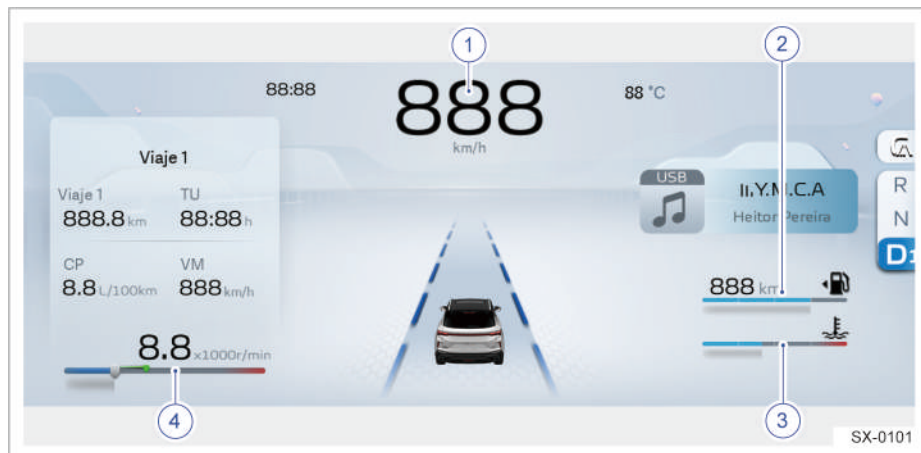 1
2
88:88
888
88 °C
km/h
Viaje 1
USB
II.Y.M.C.A
R
Viaje 1
TU
888.8 km
88:88 h
Heitor Pereira
N
D1
CP
VM
8.8 L/100km
888 km/h
888 km
8.8 x1000r/min
4
3
SX-0101